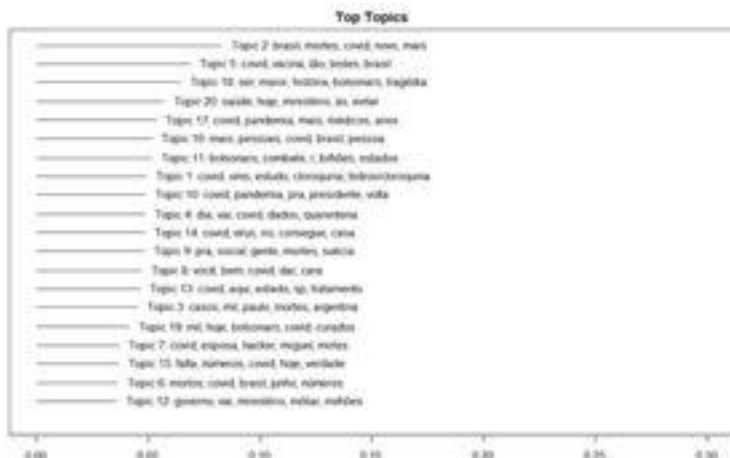 Top Topics
Topic 2: brasil, mortes, covid, novo, mais
Topic 5: covid, vacina, tão, testes, brasil
Topic 18: ser, maior, história, bolsonaro, tragédia
Topic 20: saúde, hoje, ministério, ao, evitar
Topic 17: covid, pandemia, mais, médicos, anos
Topic 16: mais, pessoas, covid, brasil, pessoa
Topic 11: bolsonaro, combate, r, bilhões, estados
Topic 1: covid, vírus, estudo, cloroquina, hidroxicloroquina
Topic 10: covid, pandemia, pra, presidente, volta
Topic 4: dia, vai, covid, dados, quarentena
Topic 14: covid, vírus, no, consegue, casa
Topic 9: pra, social, gente, mortes, suécia
Topic 8: você, bem, covid, dar, cara
Topic 13: covid, aqui, estado, sp, tratamento
Topic 3: casos, mil, paulo, mortes, argentina
Topic 19: mil, hoje, bolsonaro, covid, curados
Topic 7: covid, esposa, hacker, miguel,
Topic 15: falta, números, covid, hoje, verdade
Topic 6: mortos, covid, brasil, junho, números
Topic 12: governo, vai, ministério, militar, milhões
0.00 0.05 0.10 0.15 0.20 0.25 0.30